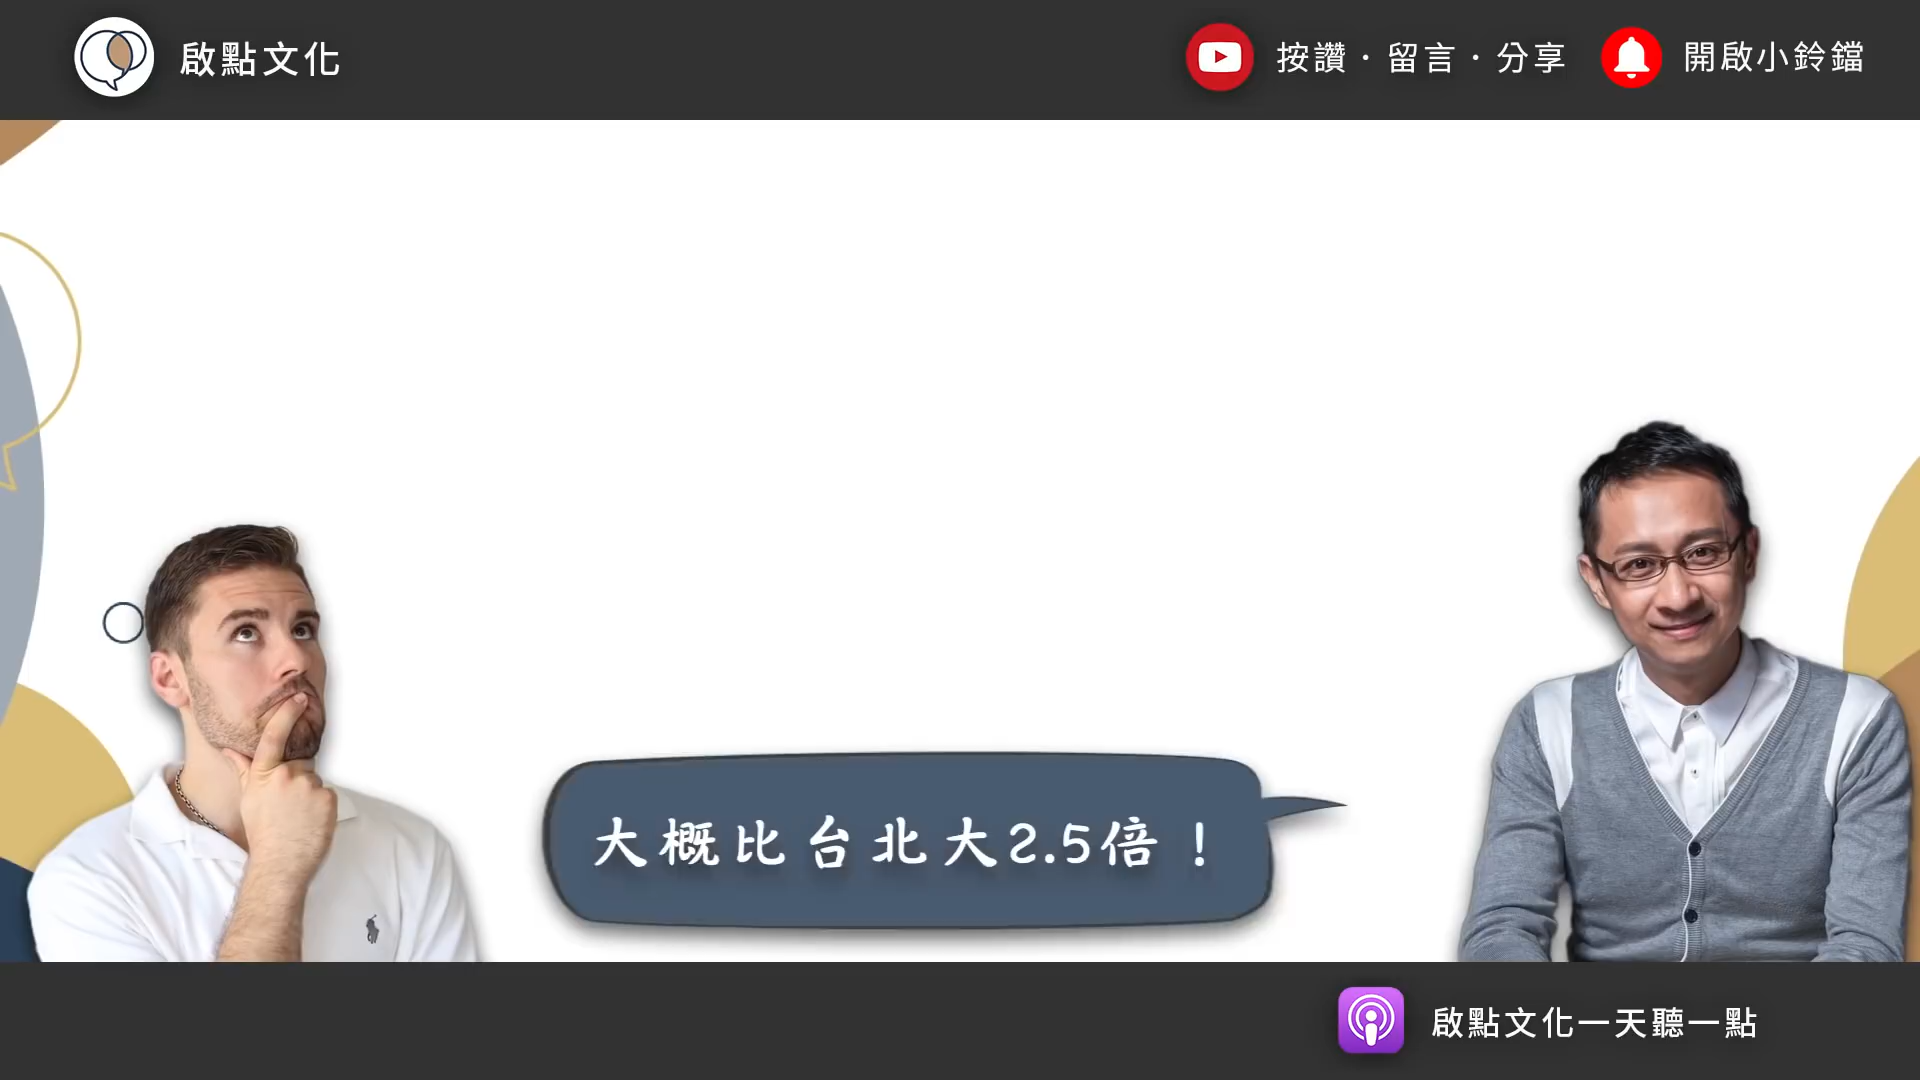 啟點文化
按讚・留言・分享
開啟小鈴鐺
大概比台北大2.5倍！
啟點文化一天聽一點